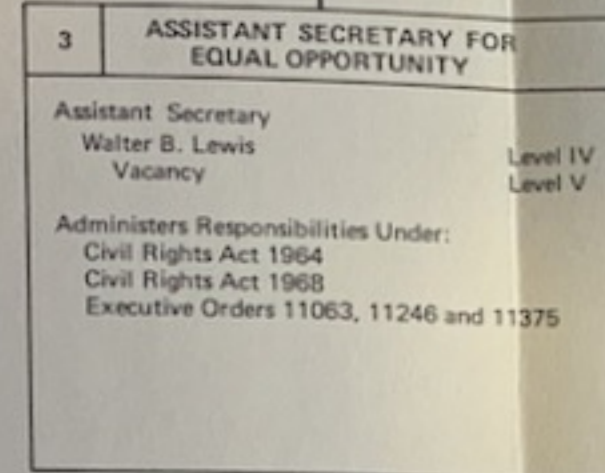 3
ASSISTANT SECRETARY FOR
EQUAL OPPORTUNITY
Assistant Secretary
Walter B. Lewis Level IV
Vacancy Level V
Administers Responsibilities Under:
Civil Rights Act 1964
Civil Rights Act 1968
Executive Orders 11063, 11246 and 11375